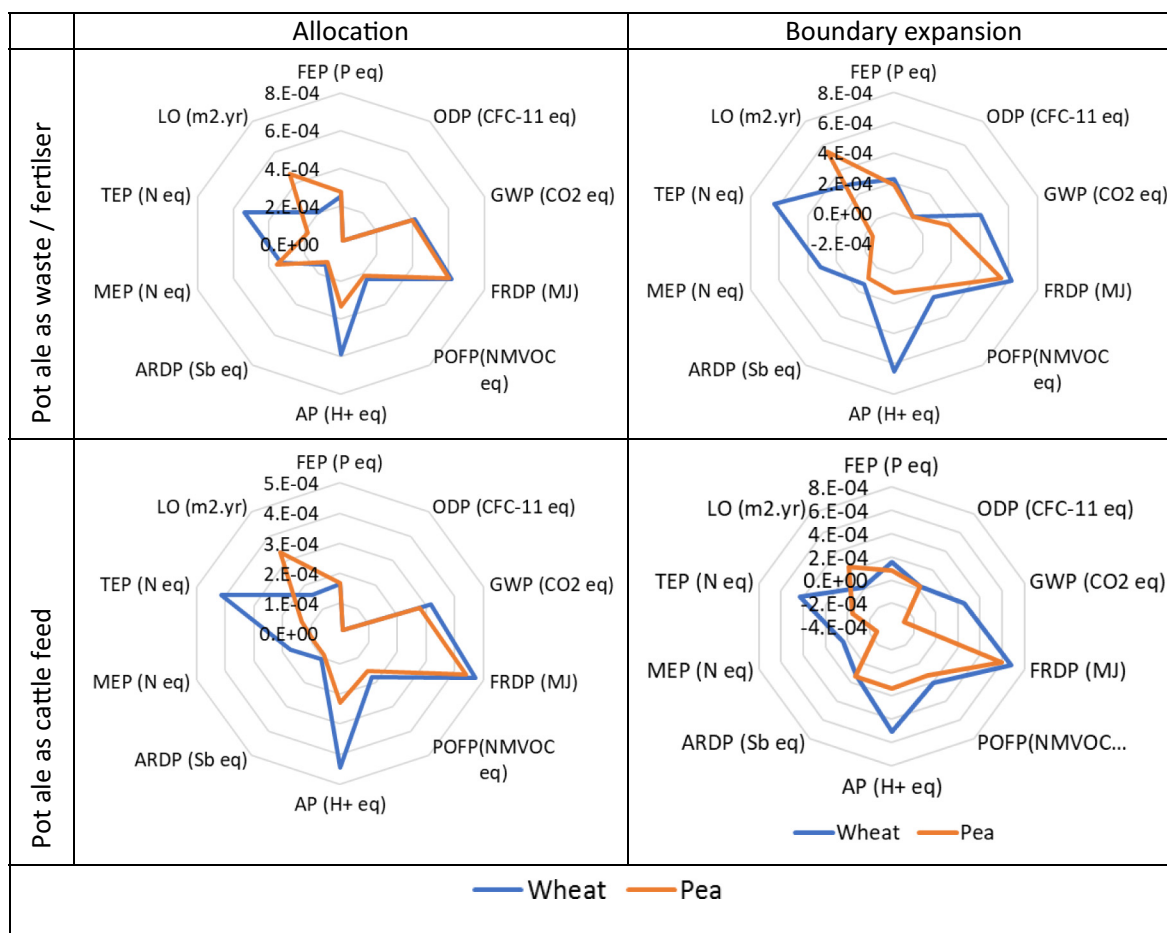 Allocation
Boundary expansion
Pot ale as waste / fertilser
FEP (P eq)
8.E-04
6.E-04
4.E-04
2.E-04
0.E+00
ODP (CFC-11 eq)
GWP (CO2 eq)
FRDP (MJ)
POFP(NMVOC
eq)
AP (H+ eq)
ARDP (Sb eq)
MEP (N eq)
TEP (N eq)
LO (m2.yr)
FEP (P eq)
8.E-04
6.E-04
4.E-04
2.E-04
0.E+00
-2.E-04
ODP (CFC-11 eq)
GWP (CO2 eq)
FRDP (MJ)
POFP(NMVOC
eq)
AP (H+ eq)
ARDP (Sb eq)
MEP (N eq)
TEP (N eq)
LO (m2.yr)
Pot ale as cattle feed
FEP (P eq)
5.E-04
4.E-04
3.E-04
2.E-04
1.E-04
0.E+00
ODP (CFC-11 eq)
GWP (CO2 eq)
FRDP (MJ)
POFP(NMVOC
eq)
AP (H+ eq)
ARDP (Sb eq)
MEP (N eq)
TEP (N eq)
LO (m2.yr)
FEP (P eq)
8.E-04
6.E-04
4.E-04
2.E-04
0.E+00
-2.E-04
-4.E-04
ODP (CFC-11 eq)
GWP (CO2 eq)
FRDP (MJ)
POFP(NMVOC...
AP (H+ eq)
ARDP (Sb eq)
MEP (N eq)
TEP (N eq)
LO (m2.yr)
Wheat Pea
Wheat Pea